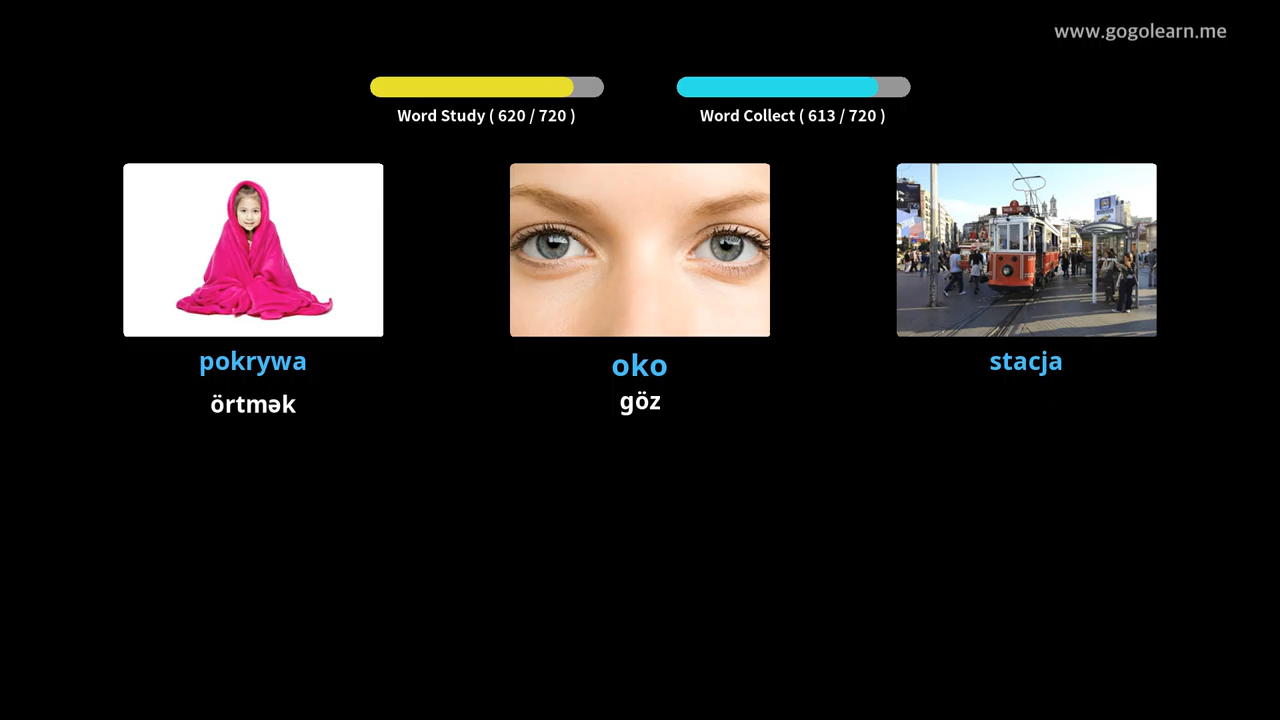 www.gogolearn.me
Word Study ( 620 / 720 )
Word Collect ( 613 / 720 )
pokrywa
oko
stacja
örtmək
göz